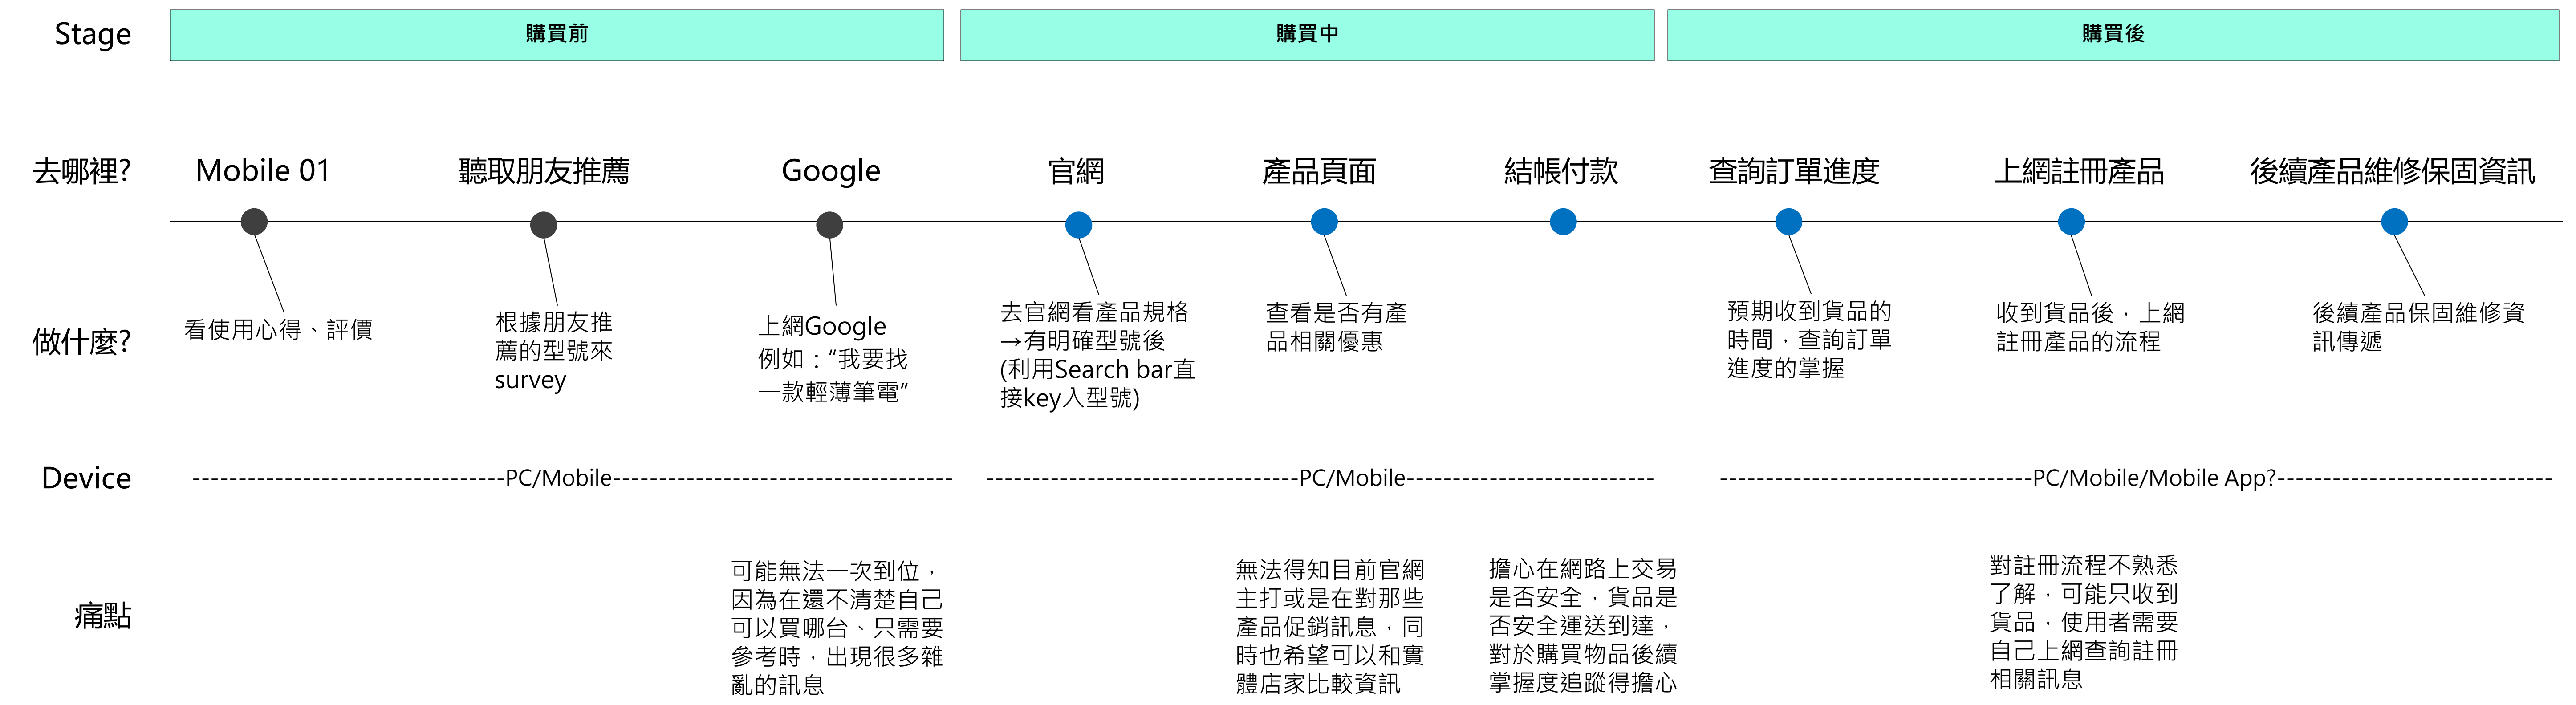 Stage
購買前
購買中
購買後
去哪裡?
Mobile 01
聽取朋友推薦
Google
官網
產品頁面
結帳付款
查詢訂單進度
上網註冊產品
後續產品維修保固資訊
做什麼?
看使用心得、評價
根據朋友推
薦的型號來
survey
上網Google
例如：“我要找
一款輕薄筆電”
去官網看產品規格
→有明確型號後
(利用Search bar直
接key入型號)
查看是否有產
品相關優惠
預期收到貨品的
時間，查詢訂單
進度的掌握
收到貨品後，上網
註冊產品的流程
後續產品保固維修資
訊傳遞
Device
PC/Mobile
PC/Mobile
PC/Mobile/Mobile App?
痛點
可能無法一次到位，
因為在還不清楚自己
可以買哪台、只需要
參考時，出現很多雜
亂的訊息
無法得知目前官網
主打或是在對那些
產品促銷訊息，同
時也希望可以和實
體店家比較資訊
擔心在網路上交易
是否安全，貨品是
否安全運送到達，
對於購買物品後續
掌握度追蹤得擔心
對註冊流程不熟悉
了解，可能只收到
貨品，使用者需要
自己上網查詢註冊
相關訊息